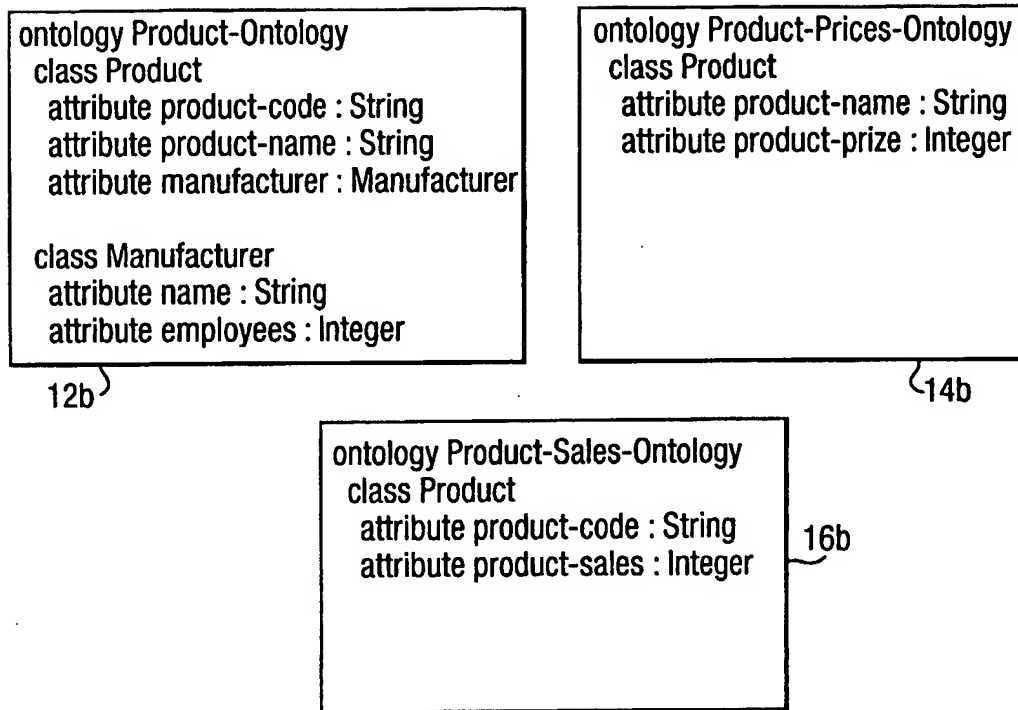 ontology Product-Ontology
class Product
attribute product-code : String
attribute product-name : String
attribute manufacturer : Manufacturer
class Manufacturer
attribute name : String
attribute employees : Integer
12b
ontology Product-Prices-Ontology
class Product
attribute product-name : String
attribute product-prize : Integer
14b
ontology Product-Sales-Ontology
class Product
attribute product-code : String
attribute product-sales : Integer
16b